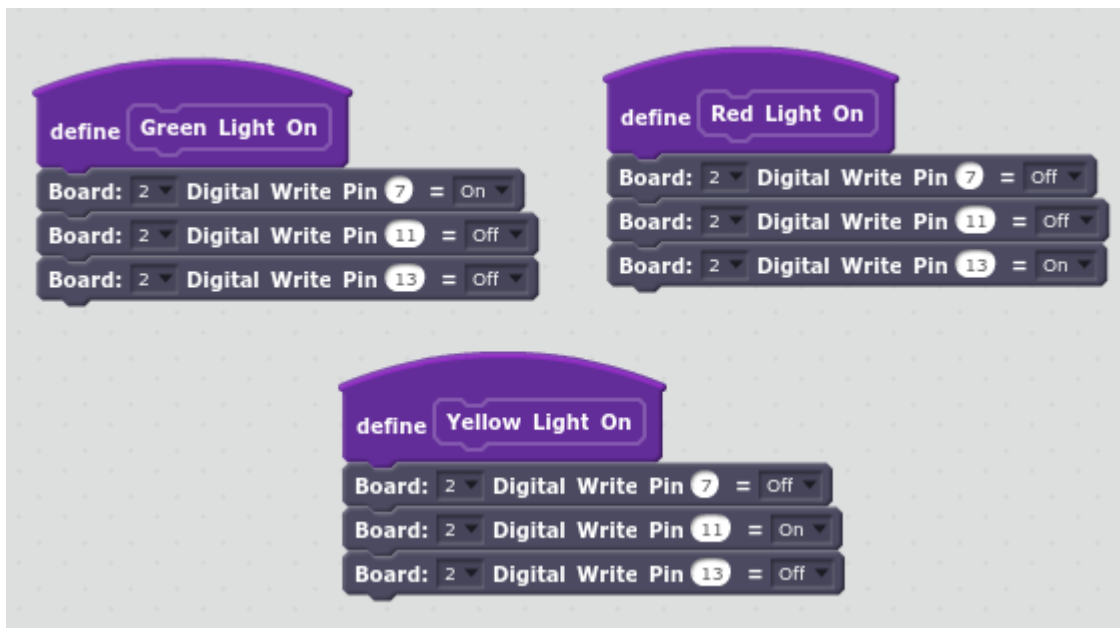 define Green Light On
Board: 2 Digital Write Pin 7 = On
Board: 2 Digital Write Pin 11 = Off
Board: 2 Digital Write Pin 13 = Off
define Red Light On
Board: 2 Digital Write Pin 7 = Off
Board: 2 Digital Write Pin 11 = Off
Board: 2 Digital Write Pin 13 = On
define Yellow Light On
Board: 2 Digital Write Pin 7 = Off
Board: 2 Digital Write Pin 11 = On
Board: 2 Digital Write Pin 13 = Off